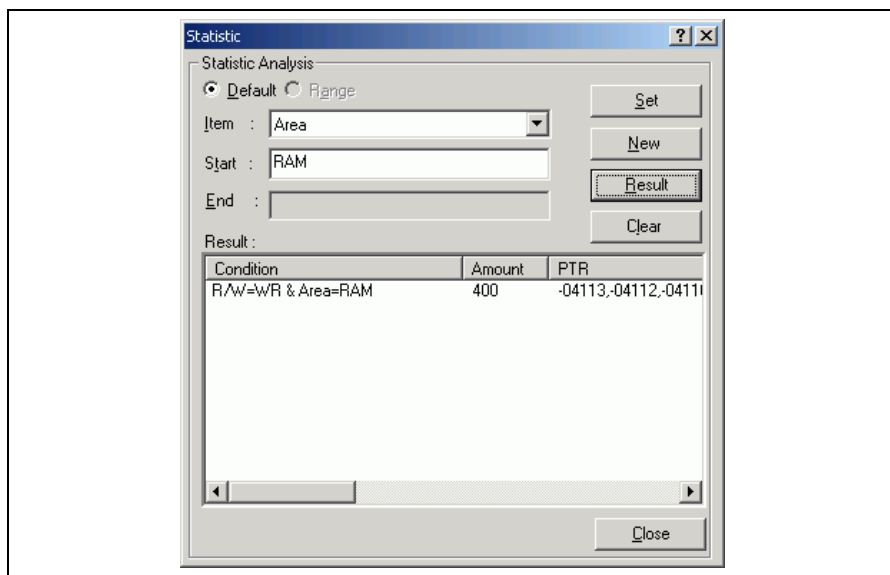 Statistic
Statistic Analysis
Default Range
Set
Item : Area
New
Start : RAM
Result
End :
Clear
Result :
Condition Amount PTR
R/W=WR & Area=RAM 400 -04113,-04112,-04110
Close